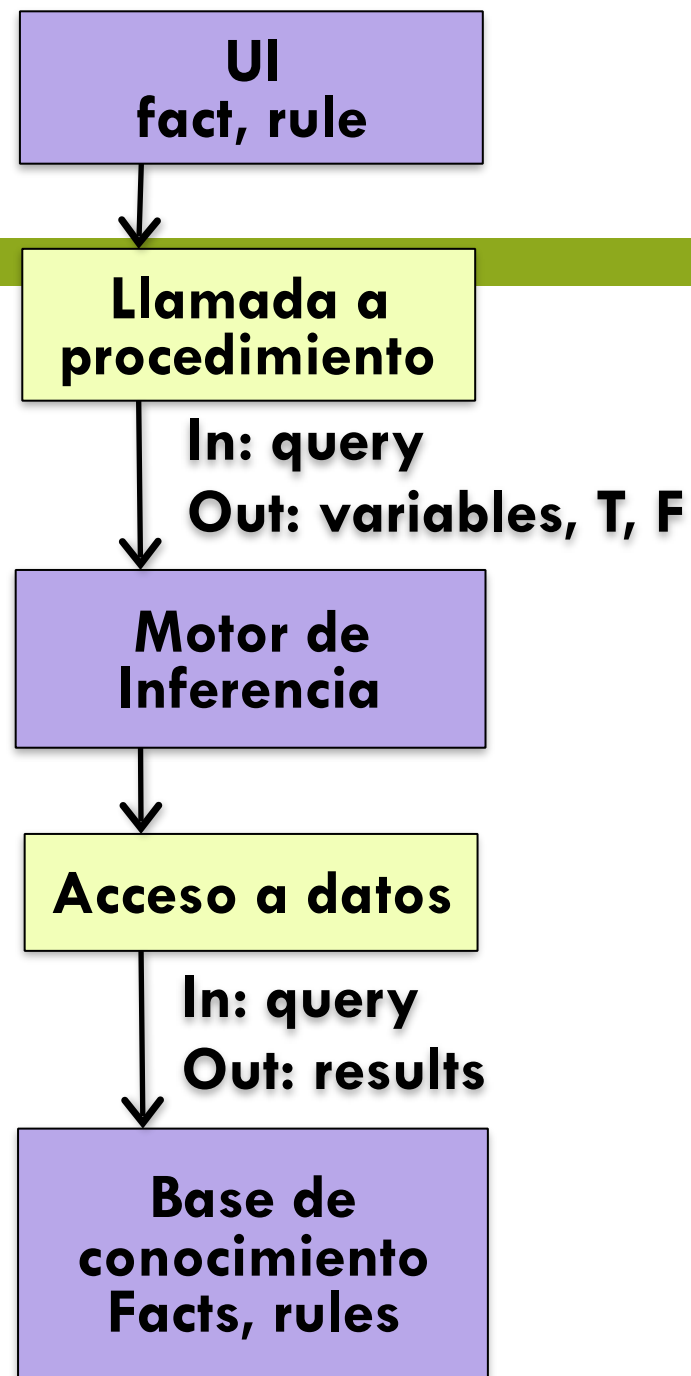 UI
fact, rule
Llamada a
procedimiento
In: query
Out: variables, T, F
Motor de
Inferencia
Acceso a datos
In: query
Out: results
Base de
conocimiento
Facts, rules